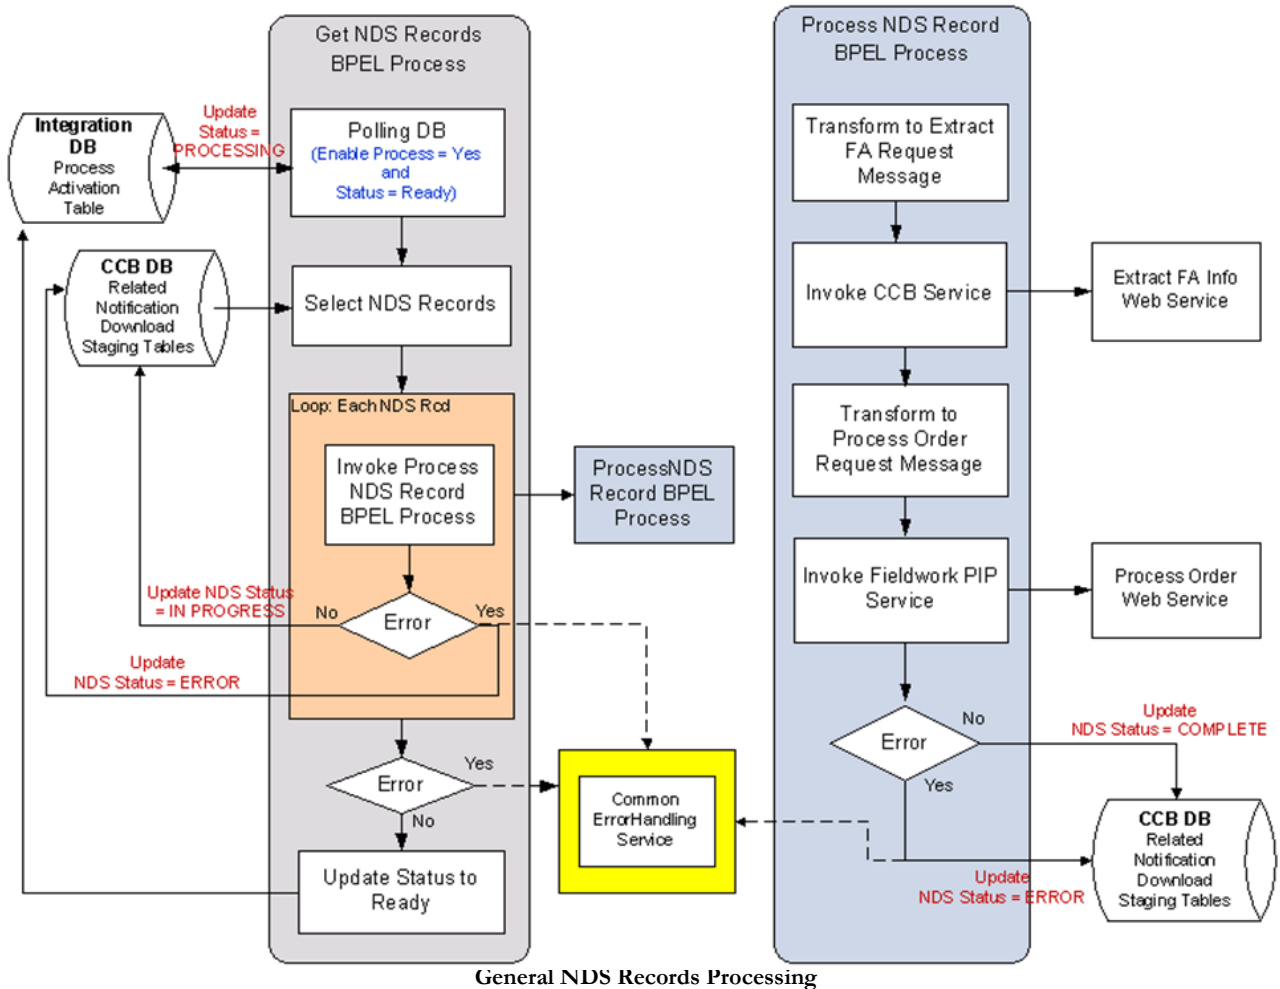 Get NDS Records
BPEL Process
Update
Status =
PROCESSING
Integration
DB
Process
Activation
Table
Polling DB
(Enable Process = Yes
and
Status = Ready)
CCB DB
Related
Notification
Download
Staging Tables
Select NDS Records
Loop: Each NDS Rcd
Invoke Process
NDS Record
BPEL Process
ProcessNDS
Record BPEL
Process
Update NDS Status
= IN PROGRESS
No
Error
Yes
Update
NDS Status = ERROR
Error
Yes
No
Common
ErrorHandling
Service
Update Status to
Ready
Process NDS Record
BPEL Process
Transform to Extract
FA Request
Message
Invoke CCB Service
Extract FA Info
Web Service
Transform to
Process Order
Request Message
Invoke Fieldwork PIP
Service
Process Order
Web Service
Error
No
Yes
Update
NDS Status = COMPLETE
CCB DB
Related
Notification
Download
Staging Tables
Update
NDS Status = ERROR
General NDS Records Processing